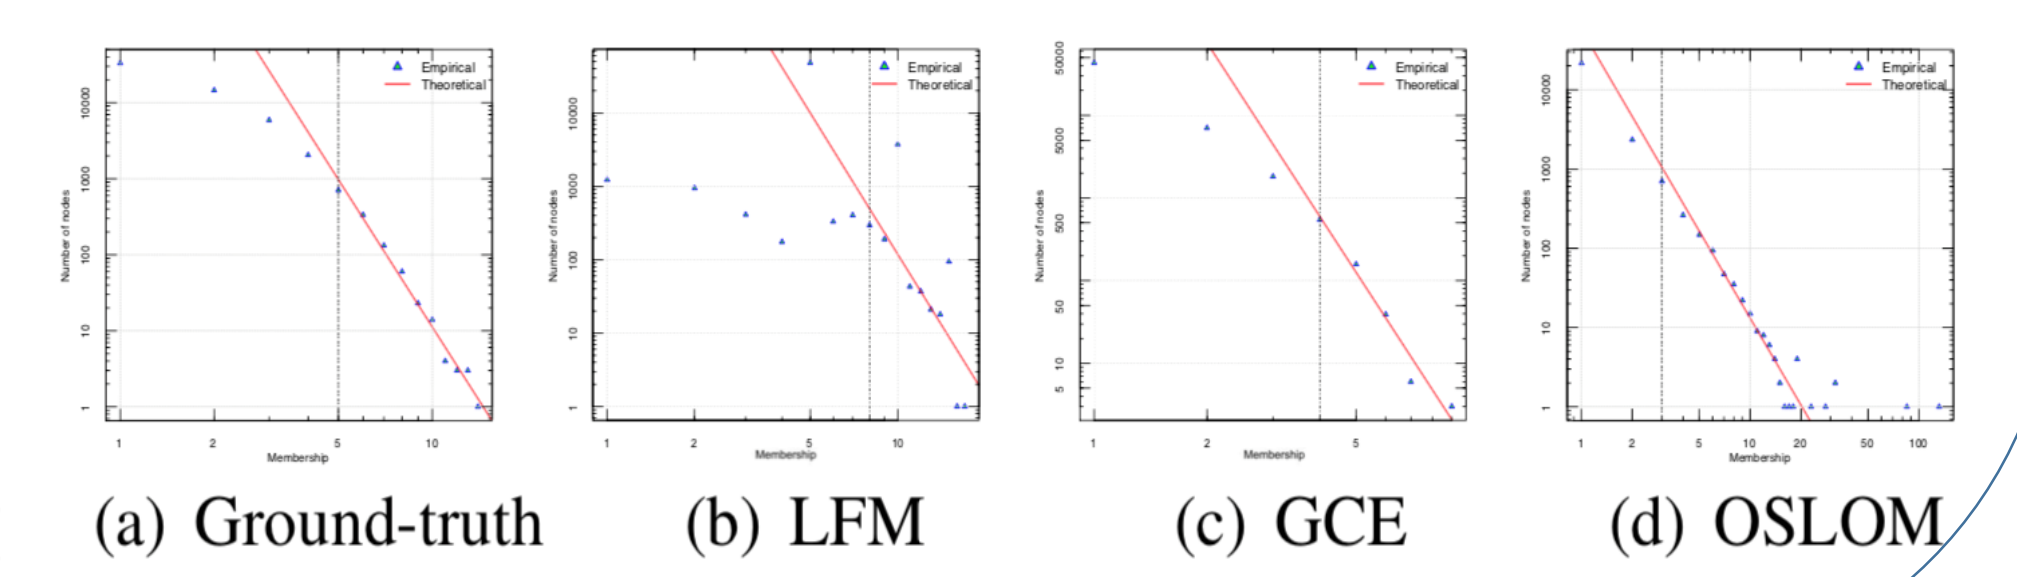 Empirical
Theoretical
10000
1000
100
10
1
Number of nodes
1 2 5 10
Membership
(a) Ground-truth
Empirical
Theoretical
10000
1000
100
10
1
Number of nodes
1 2 5 10
Membership
(b) LFM
Empirical
Theoretical
50000
5000
500
50
10
5
Number of nodes
1 2 5
Membership
(c) GCE
Empirical
Theoretical
10000
1000
100
10
1
Number of nodes
1 2 5 10 20 50 100
Membership
(d) OSLOM